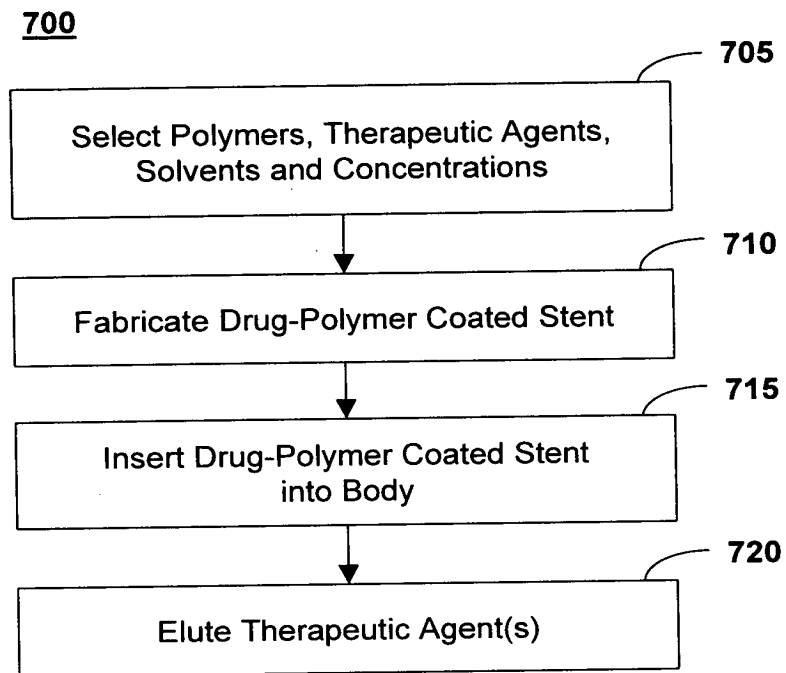 700
705
Select Polymers, Therapeutic Agents,
Solvents and Concentrations
710
Fabricate Drug-Polymer Coated Stent
715
Insert Drug-Polymer Coated Stent
into Body
720
Elute Therapeutic Agent(s)